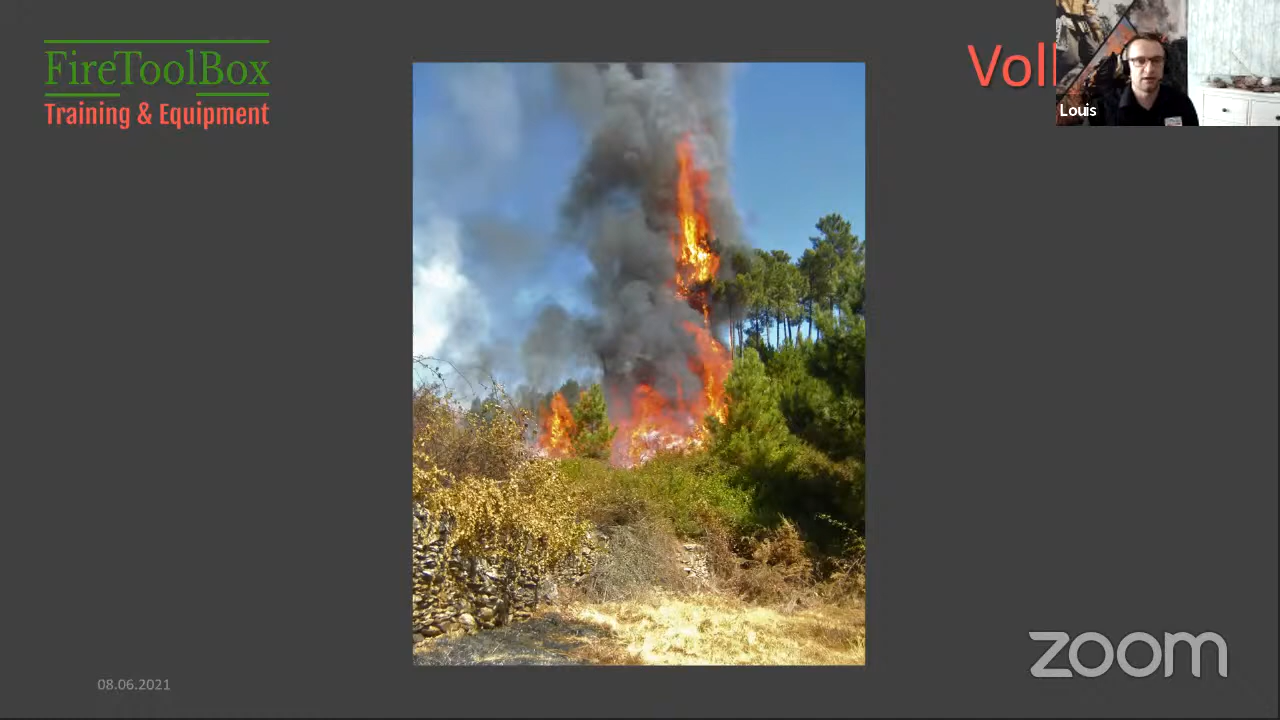 FireToolBox
Training & Equipment
Voll
Louis
zoom
08.06.2021